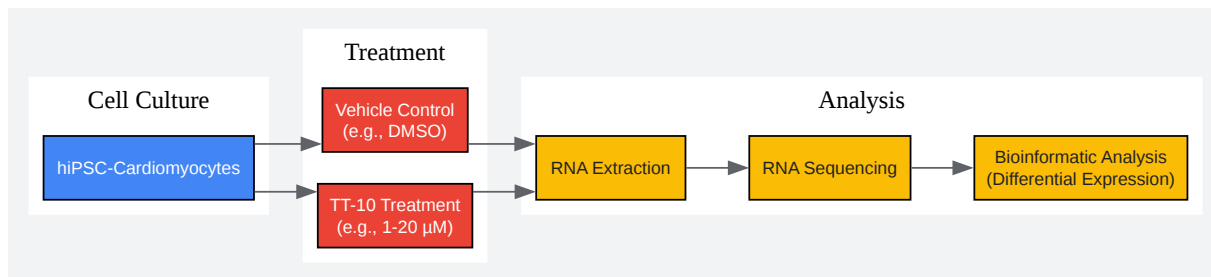 Cell Culture
hiPSC-Cardiomyocytes
Treatment
Vehicle Control
(e.g., DMSO)
TT-10 Treatment
(e.g., 1-20 µM)
Analysis
RNA Extraction
RNA Sequencing
Bioinformatic Analysis
(Differential Expression)